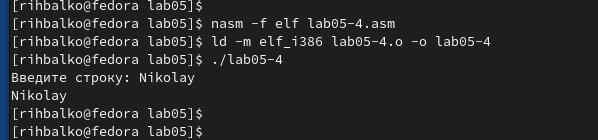 [rihbalko@fedora lab05]$
[rihbalko@fedora lab05]$ nasm -f elf lab05-4.asm
[rihbalko@fedora lab05]$ ld -m elf_i386 lab05-4.o -o lab05-4
[rihbalko@fedora lab05]$ ./lab05-4
Введите строку: Nikolay
Nikolay
[rihbalko@fedora lab05]$
[rihbalko@fedora lab05]$